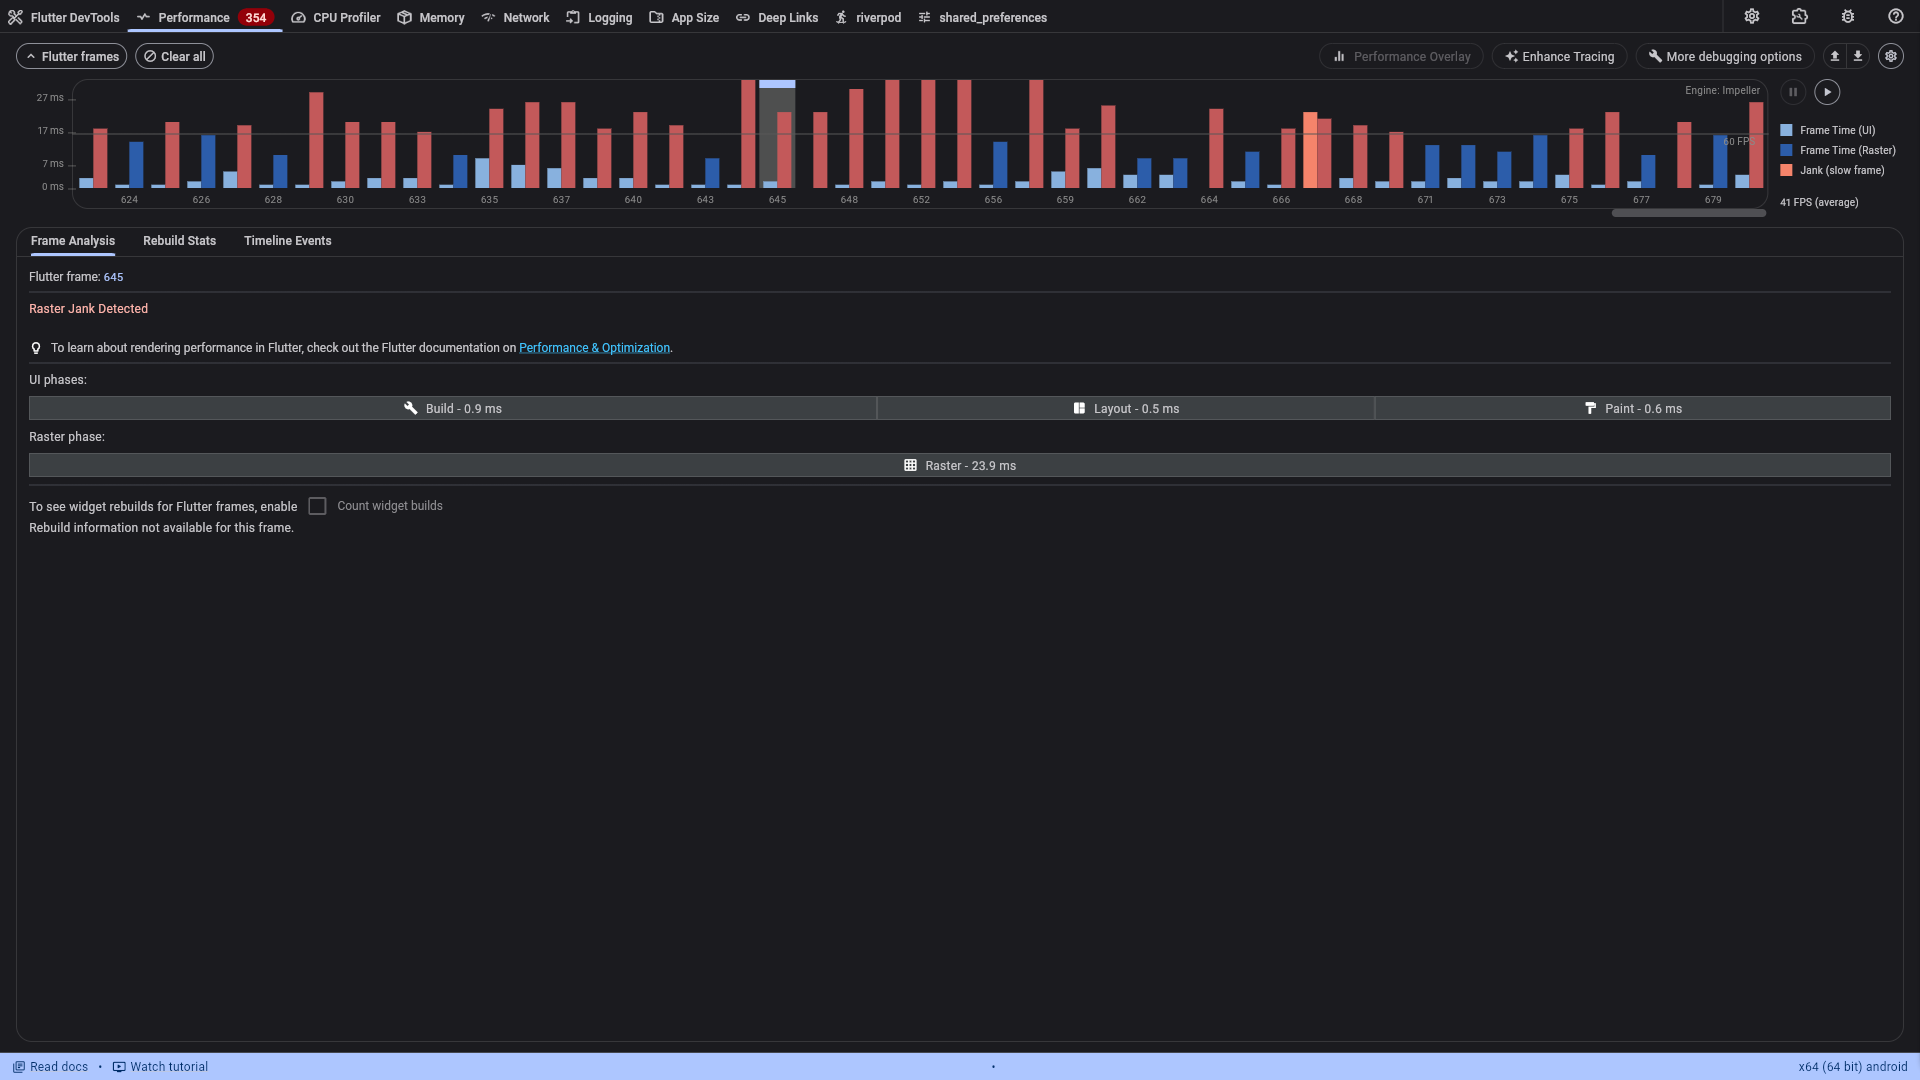 Flutter DevTools Performance 354 CPU Profiler Memory Network Logging App Size Deep Links riverpod shared_preferences
Flutter frames Clear all Performance Overlay Enhance Tracing More debugging options
Engine: Impeller
27 ms
17 ms
7 ms
0 ms
60 FPS
624 626 628 630 633 635 637 640 643 645 648 652 656 659 662 664 666 668 671 673 675 677 679
Frame Time (UI)
Frame Time (Raster)
Jank (slow frame)
41 FPS (average)
Frame Analysis Rebuild Stats Timeline Events
Flutter frame: 645
Raster Jank Detected
To learn about rendering performance in Flutter, check out the Flutter documentation on Performance & Optimization.
UI phases:
Build - 0.9 ms Layout - 0.5 ms Paint - 0.6 ms
Raster phase:
Raster - 23.9 ms
To see widget rebuilds for Flutter frames, enable Count widget builds
Rebuild information not available for this frame.
Read docs • Watch tutorial • x64 (64 bit) android